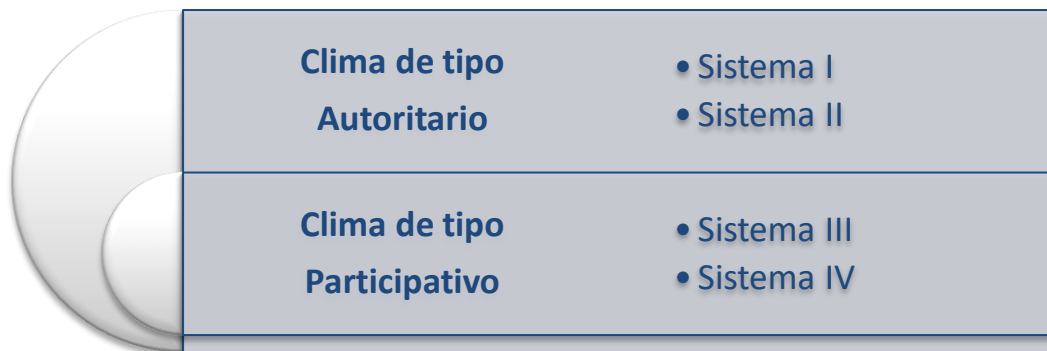 Clima de tipo
Autoritario
• Sistema I
• Sistema II
Clima de tipo
Participativo
• Sistema III
• Sistema IV